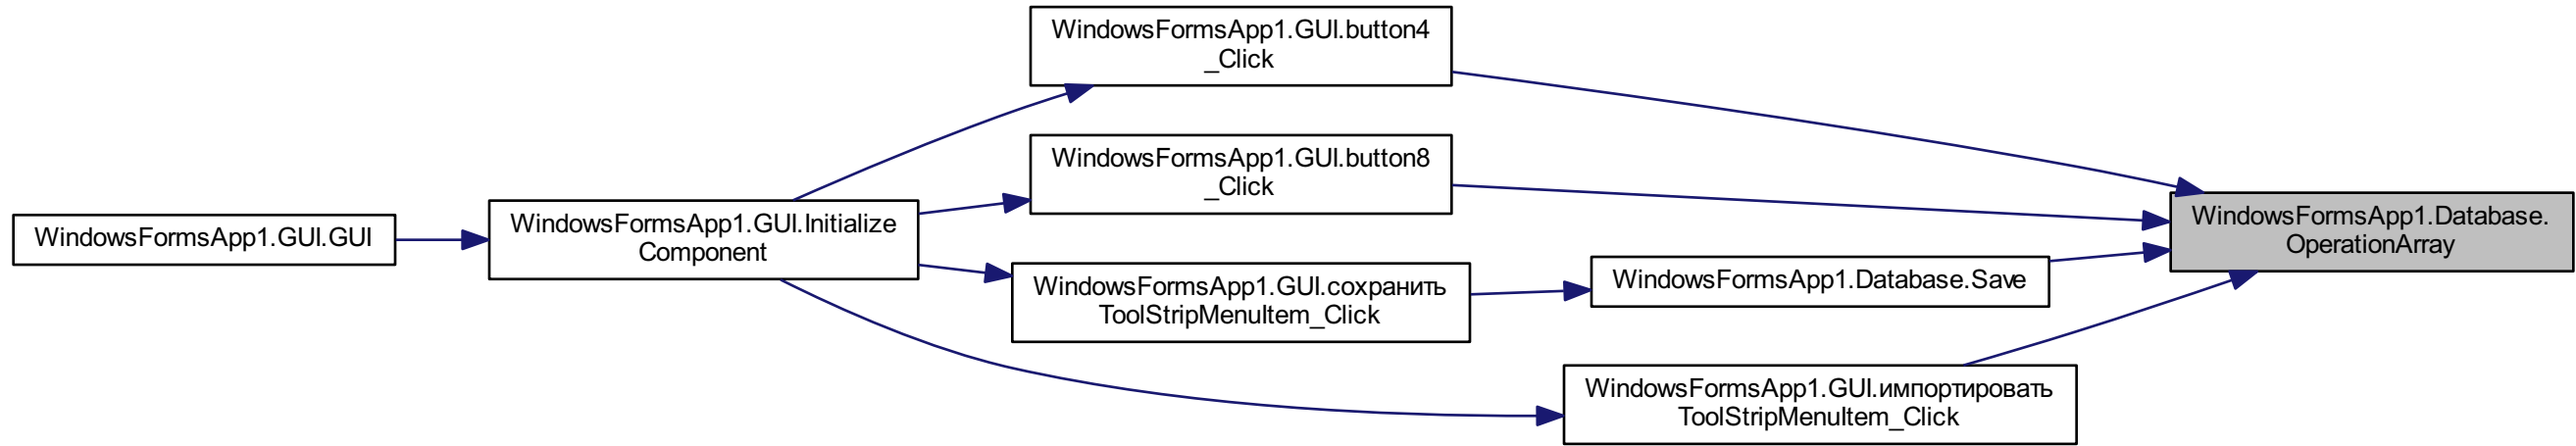 WindowsFormsApp1.GUI.button4
_Click
WindowsFormsApp1.GUI.button8
_Click
WindowsFormsApp1.Database.
OperationArray
WindowsFormsApp1.GUI.GUI
WindowsFormsApp1.GUI.Initialize
Component
WindowsFormsApp1.GUI.сохранить
ToolStripMenuItem_Click
WindowsFormsApp1.Database.Save
WindowsFormsApp1.GUI.импортировать
ToolStripMenuItem_Click